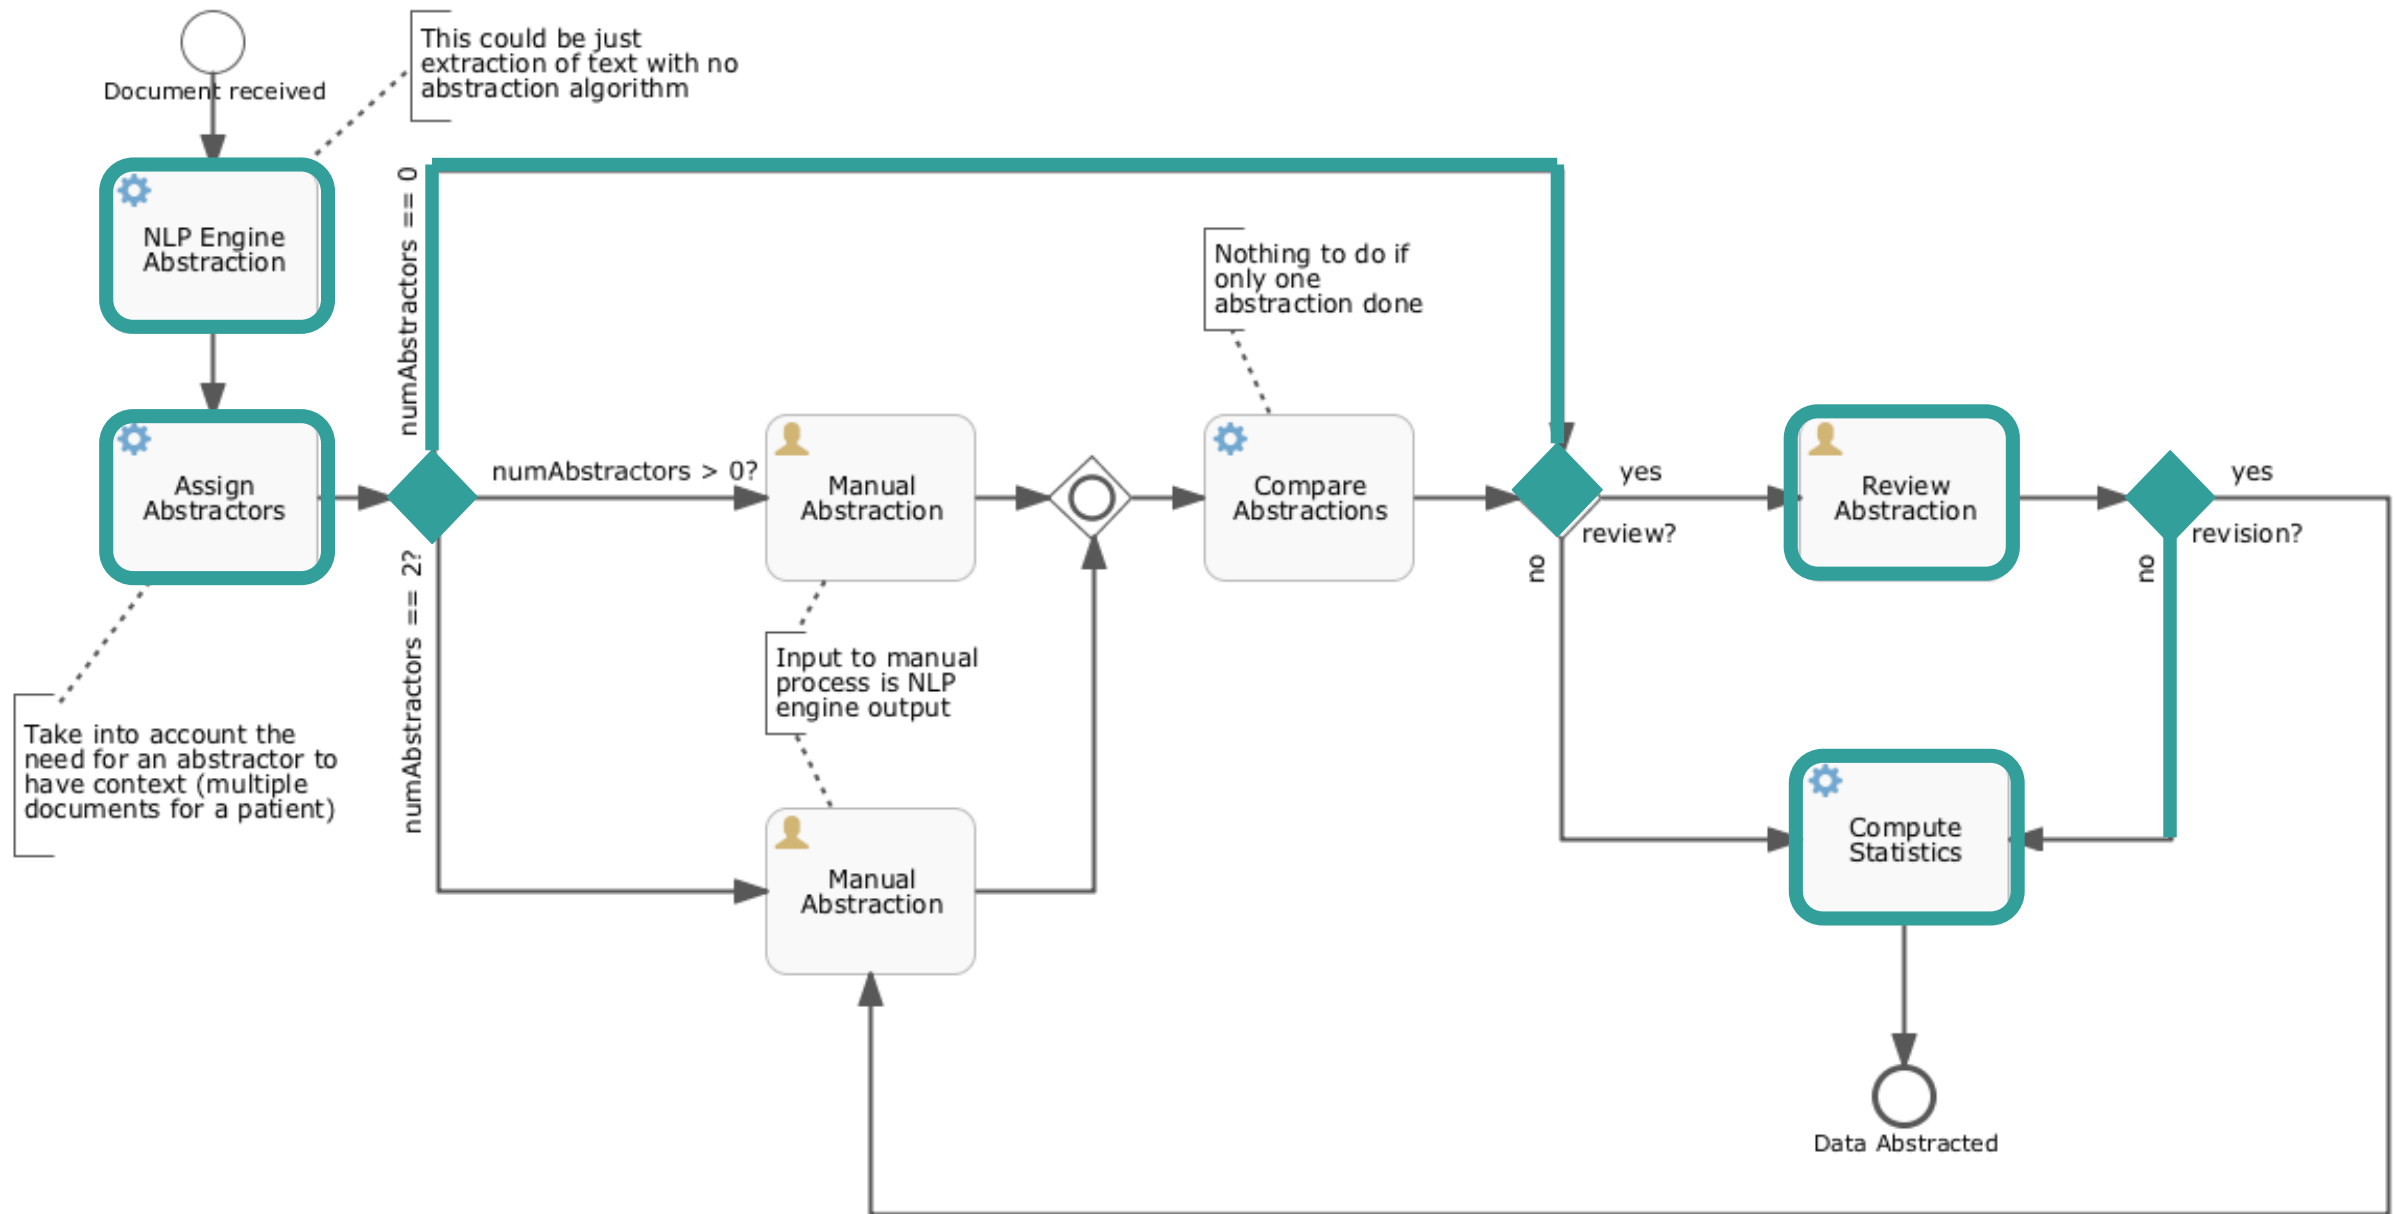 This could be just
extraction of text with no
abstraction algorithm
Document received
NLP Engine
Abstraction
numAbstractors == 0
Nothing to do if
only one
abstraction done
Assign
Abstractors
numAbstractors > 0?
Manual
Abstraction
Compare
Abstractions
yes
review?
no
Review
Abstraction
yes
revision?
no
numAbstractors == 2?
Input to manual
process is NLP
engine output
Take into account the
need for an abstractor to
have context (multiple
documents for a patient)
Manual
Abstraction
Compute
Statistics
Data Abstracted